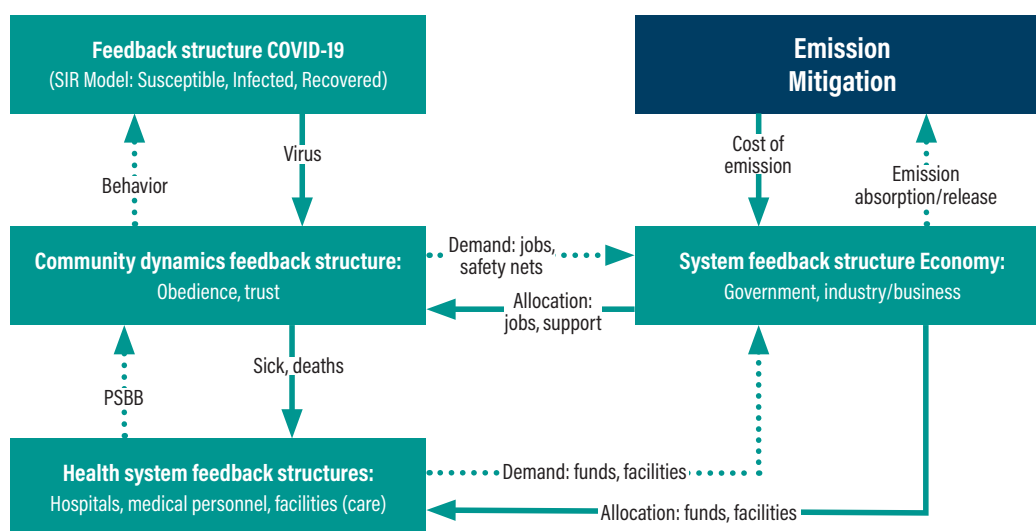 Feedback structure COVID-19
(SIR Model: Susceptible, Infected, Recovered)
Emission
Mitigation
Virus
Cost of
emission
Behavior
Emission
absorption/release
Community dynamics feedback structure:
Obedience, trust
Demand: jobs,
safety nets
Allocation:
jobs, support
System feedback structure Economy:
Government, industry/business
Sick, deaths
PSBB
Health system feedback structures:
Hospitals, medical personnel, facilities (care)
Demand: funds, facilities
Allocation: funds, facilities